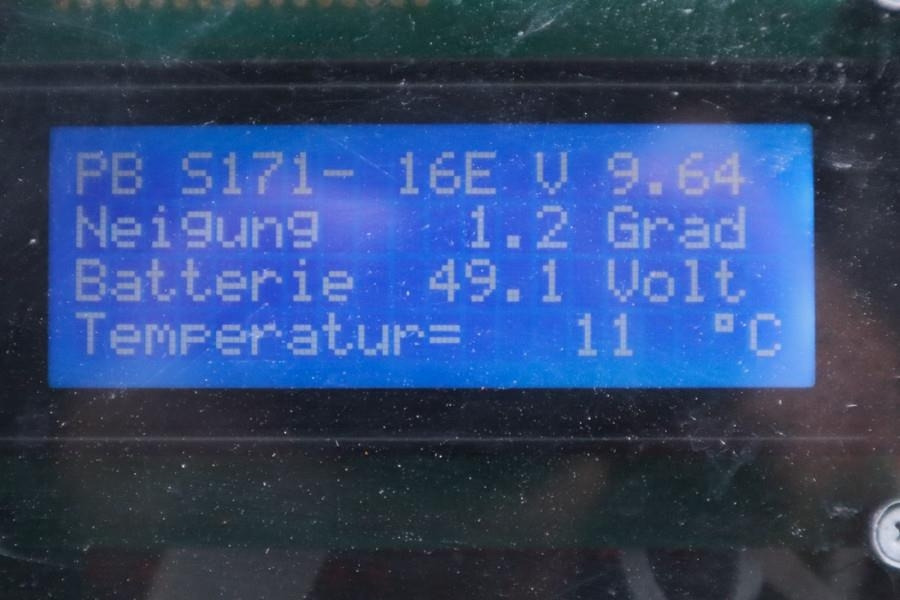 PB S171- 16E V 9.64
Neigung 1.2 Grad
Batterie 49.1 Volt
Temperatur= 11 °C